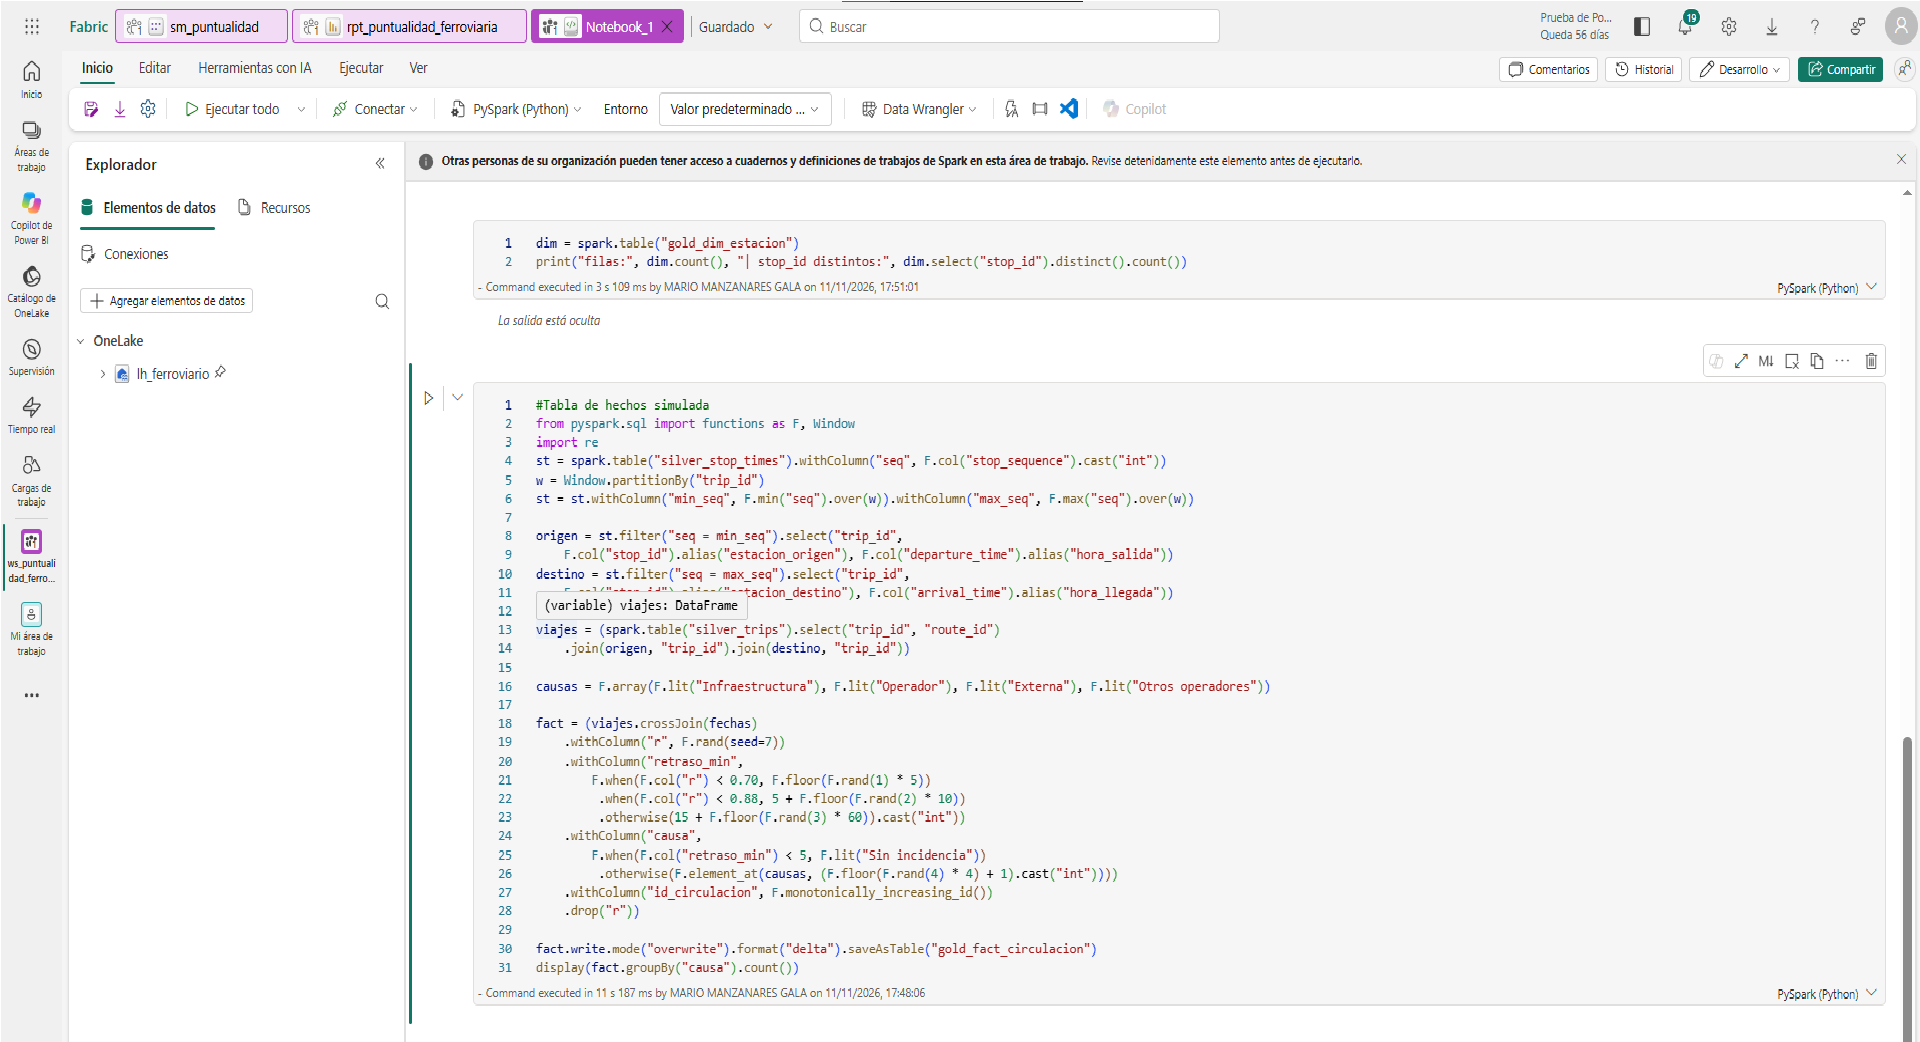 Fabric
sm_puntualidad
rpt_puntualidad_ferroviaria
Notebook_1
Guardado
Buscar
Prueba de Po...
Queda 56 días
19
Inicio
Editar
Herramientas con IA
Ejecutar
Ver
Comentarios
Historial
Desarrollo
Compartir
Ejecutar todo
Conectar
PySpark (Python)
Entorno
Valor predeterminado ...
Data Wrangler
Copilot
Inicio
Áreas de
trabajo
Copilot de
Power BI
Catálogo de
OneLake
Supervisión
Tiempo real
Cargas de
trabajo
ws_puntuali
dad_ferro...
Mi área de
trabajo
Explorador
Elementos de datos
Recursos
Conexiones
Agregar elementos de datos
OneLake
lh_ferroviario
Otras personas de su organización pueden tener acceso a cuadernos y definiciones de trabajos de Spark en esta área de trabajo. Revise detenidamente este elemento antes de ejecutarlo.
1 dim = spark.table("gold_dim_estacion")
2 print("filas:", dim.count(), "| stop_id distintos:", dim.select("stop_id").distinct().count())
- Command executed in 3 s 109 ms by MARIO MANZANARES GALA on 11/11/2026, 17:51:01
PySpark (Python)
La salida está oculta
M↓
1 #Tabla de hechos simulada
2 from pyspark.sql import functions as F, Window
3 import re
4 st = spark.table("silver_stop_times").withColumn("seq", F.col("stop_sequence").cast("int"))
5 w = Window.partitionBy("trip_id")
6 st = st.withColumn("min_seq", F.min("seq").over(w)).withColumn("max_seq", F.max("seq").over(w))
7
8 origen = st.filter("seq = min_seq").select("trip_id",
9 F.col("stop_id").alias("estacion_origen"), F.col("departure_time").alias("hora_salida"))
10 destino = st.filter("seq = max_seq").select("trip_id",
11 F.col("stop_id").alias("estacion_destino"), F.col("arrival_time").alias("hora_llegada"))
12 (variable) viajes: DataFrame
13 viajes = (spark.table("silver_trips").select("trip_id", "route_id")
14 .join(origen, "trip_id").join(destino, "trip_id"))
15
16 causas = F.array(F.lit("Infraestructura"), F.lit("Operador"), F.lit("Externa"), F.lit("Otros operadores"))
17
18 fact = (viajes.crossJoin(fechas)
19 .withColumn("r", F.rand(seed=7))
20 .withColumn("retraso_min",
21 F.when(F.col("r") < 0.70, F.floor(F.rand(1) * 5))
22 .when(F.col("r") < 0.88, 5 + F.floor(F.rand(2) * 10))
23 .otherwise(15 + F.floor(F.rand(3) * 60)).cast("int"))
24 .withColumn("causa",
25 F.when(F.col("retraso_min") < 5, F.lit("Sin incidencia"))
26 .otherwise(F.element_at(causas, (F.floor(F.rand(4) * 4) + 1).cast("int"))))
27 .withColumn("id_circulacion", F.monotonically_increasing_id())
28 .drop("r"))
29
30 fact.write.mode("overwrite").format("delta").saveAsTable("gold_fact_circulacion")
31 display(fact.groupBy("causa").count())
- Command executed in 11 s 187 ms by MARIO MANZANARES GALA on 11/11/2026, 17:48:06
PySpark (Python)